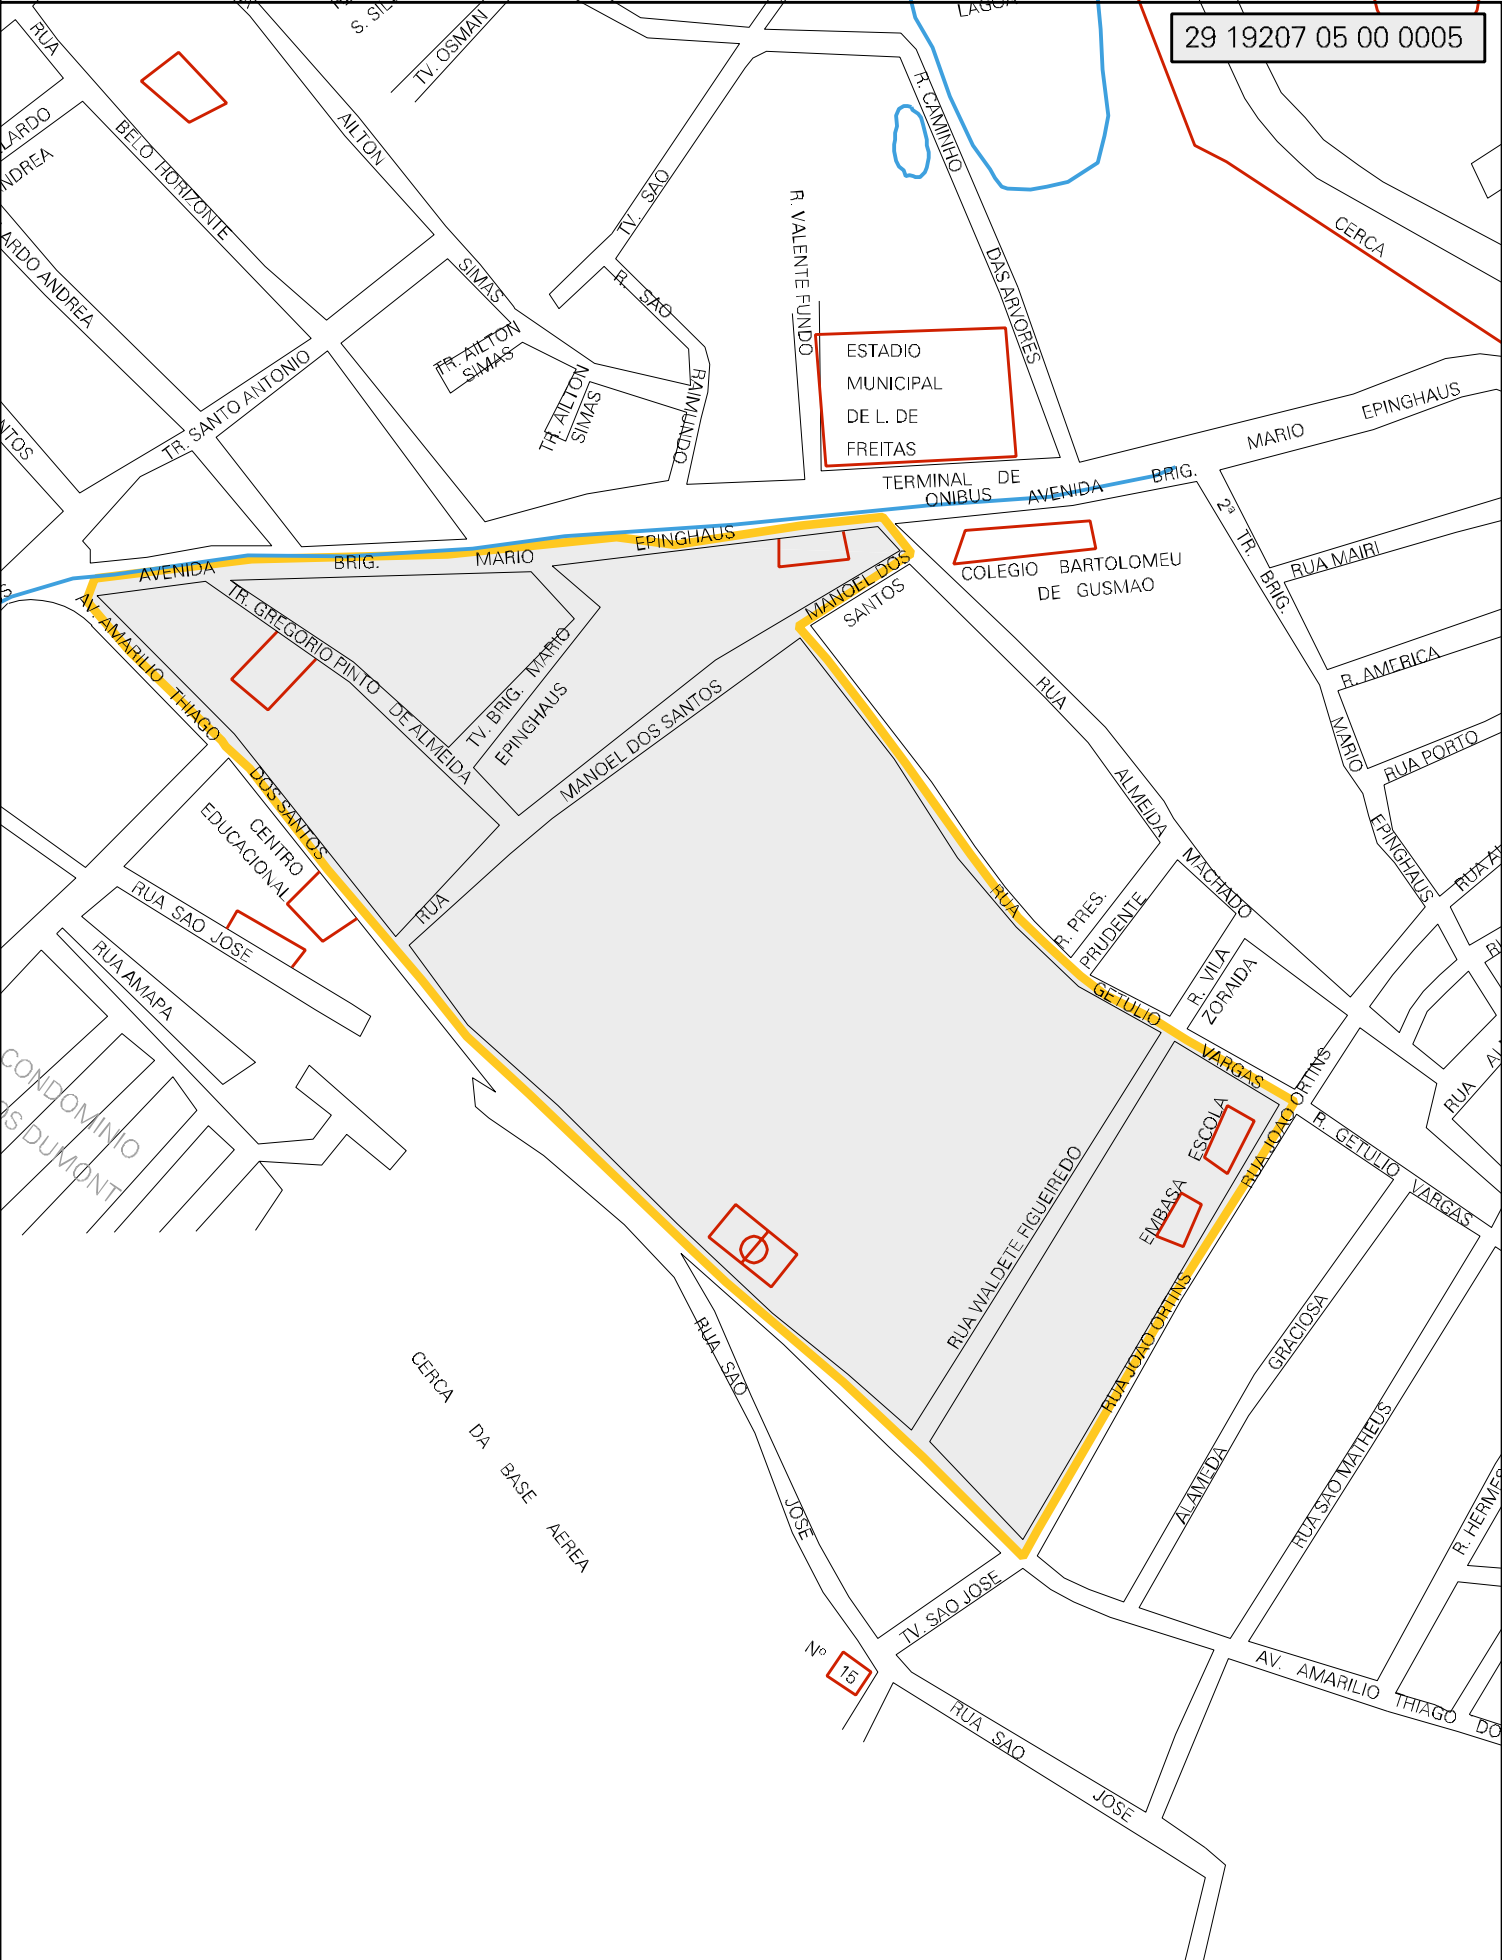 29 19207 05 00 0005
RUA
BELO HORIZONTE
AILTON
SIMAS
TV. OSMAN
LAGOA
R. CAMINHO
DAS ARVORES
CERCA
ARDO ANDREA
TV. SAO
R. SAO
RAIMUNDO
R. VALENTE FUNDO
ESTADIO
MUNICIPAL
DE L. DE
FREITAS
TR. AILTON
SIMAS
TR. AILTON
SIMAS
TR. SANTO ANTONIO
TERMINAL DE
ONIBUS
AVENIDA
BRIG.
MARIO
EPINGHAUS
2ª TR. BRIG.
MARIO
EPINGHAUS
RUA MAIRI
R. AMERICA
RUA PORTO
COLEGIO BARTOLOMEU
DE GUSMAO
AVENIDA
BRIG.
MARIO
EPINGHAUS
MANOEL DOS
SANTOS
AV. AMARILIO THIAGO
DOS SANTOS
TR. GREGORIO PINTO
DE ALMEIDA
TV. BRIG. MARIO
EPINGHAUS
MANOEL DOS SANTOS
RUA
RUA
ALMEIDA
MACHADO
CENTRO
EDUCACIONAL
RUA SAO JOSE
RUA AMAPA
CONDOMINIO
OS DUMONT
RUA
GETULIO
VARGAS
R. PRES.
PRUDENTE
R. VILA
ZORAIDA
RUA
RUA JOAO ORTINS
R. GETULIO
VARGAS
ESCOLA
EMBASA
RUA WALDETE FIGUEIREDO
RUA JOAO ORTINS
ALAMEDA
GRACIOSA
RUA SAO MATHEUS
R. HERMES
CERCA
DA
BASE
AEREA
RUA SAO
JOSE
TV. SAO JOSE
Nº
15
AV. AMARILIO THIAGO
RUA SAO
JOSE